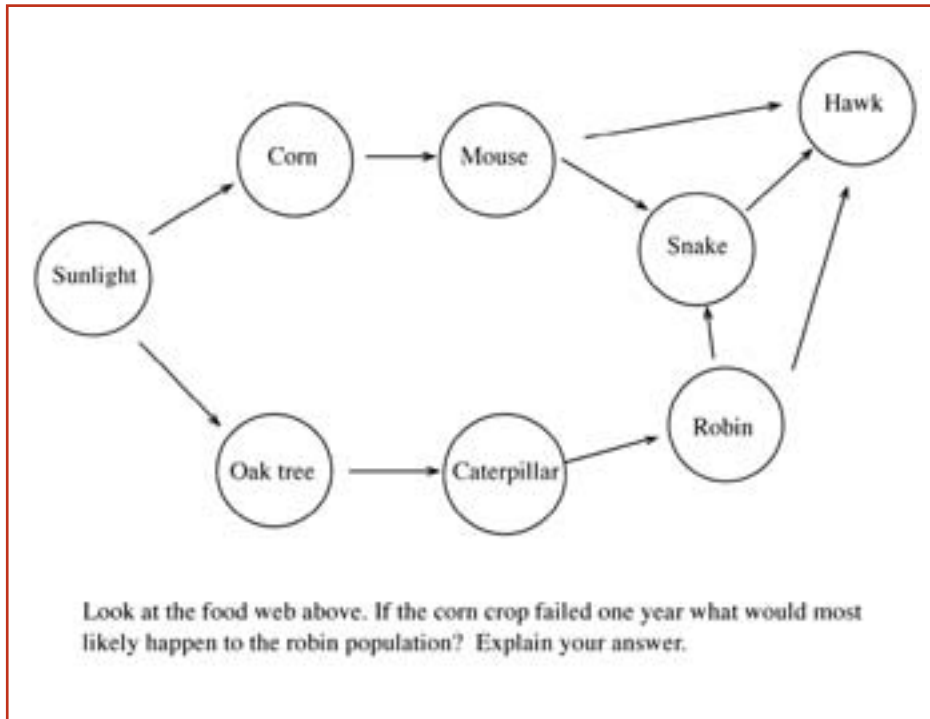 Hawk
Corn
Mouse
Snake
Sunlight
Robin
Oak tree
Caterpillar
Look at the food web above. If the corn crop failed one year what would most
likely happen to the robin population?  Explain your answer.